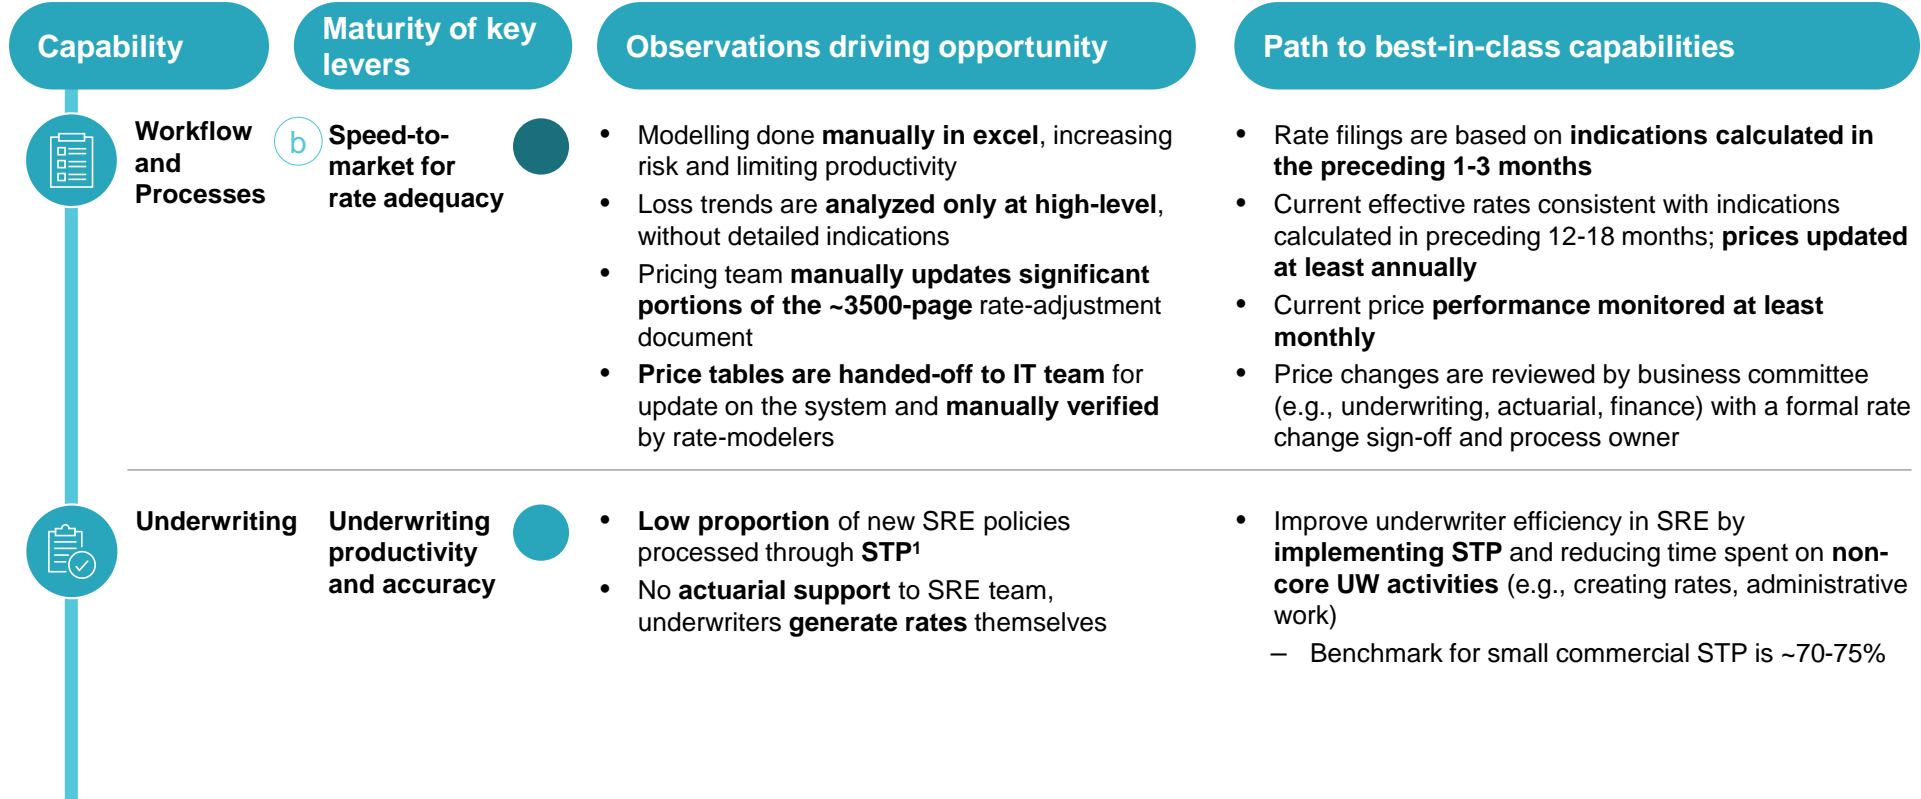 Capability
Maturity of key
levers
Observations driving opportunity
Path to best-in-class capabilities
Workflow
and
Processes
b
Speed-to-
market for
rate adequacy
• Modelling done manually in excel, increasing
risk and limiting productivity
• Loss trends are analyzed only at high-level,
without detailed indications
• Pricing team manually updates significant
portions of the ~3500-page rate-adjustment
document
• Price tables are handed-off to IT team for
update on the system and manually verified
by rate-modelers
• Rate filings are based on indications calculated in
the preceding 1-3 months
• Current effective rates consistent with indications
calculated in preceding 12-18 months; prices updated
at least annually
• Current price performance monitored at least
monthly
• Price changes are reviewed by business committee
(e.g., underwriting, actuarial, finance) with a formal rate
change sign-off and process owner
Underwriting
Underwriting
productivity
and accuracy
• Low proportion of new SRE policies
processed through STP¹
• No actuarial support to SRE team,
underwriters generate rates themselves
• Improve underwriter efficiency in SRE by
implementing STP and reducing time spent on non-
core UW activities (e.g., creating rates, administrative
work)
– Benchmark for small commercial STP is ~70-75%